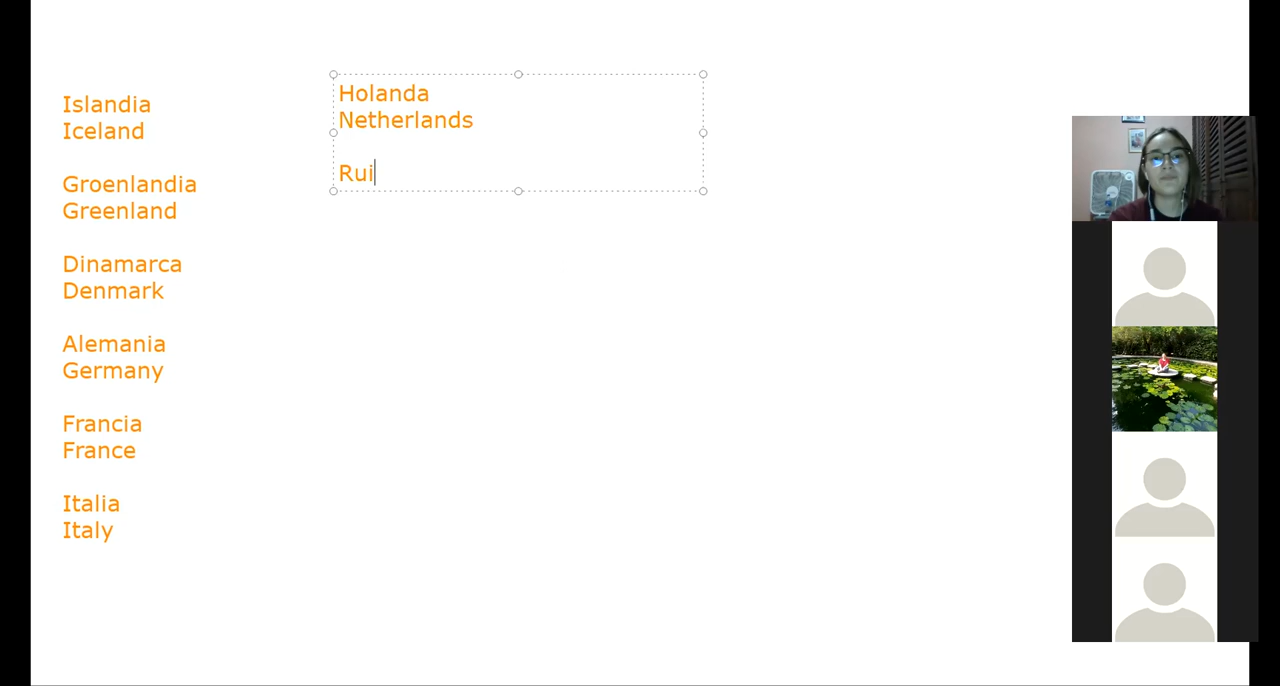 Islandia
Iceland
Groenlandia
Greenland
Dinamarca
Denmark
Alemania
Germany
Francia
France
Italia
Italy
Holanda
Netherlands
Rui